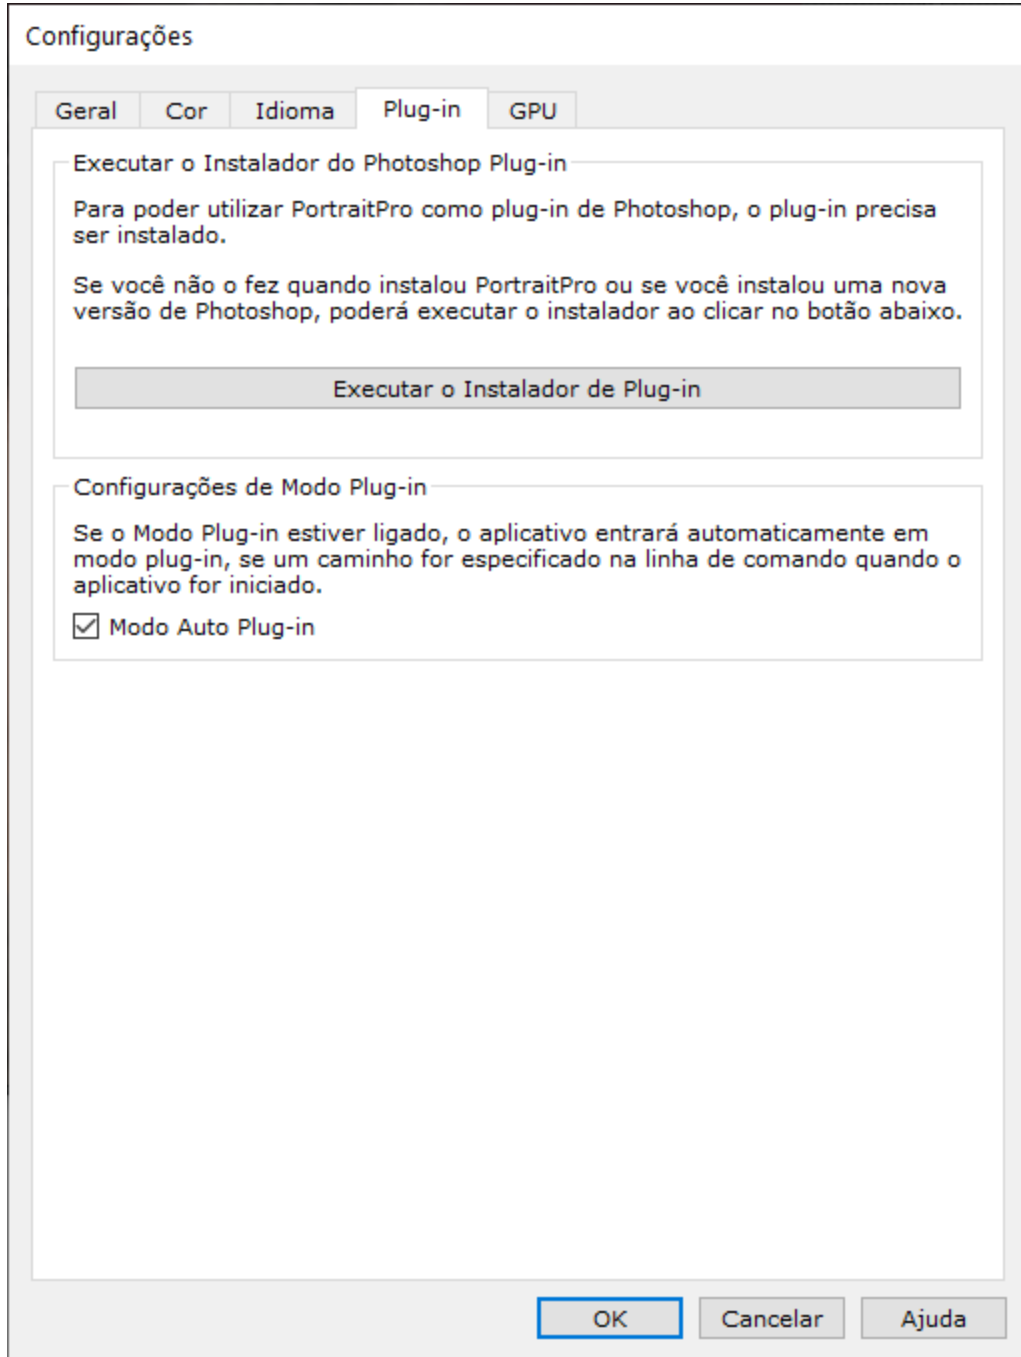 Configurações
Geral Cor Idioma Plug-in GPU
Executar o Instalador do Photoshop Plug-in
Para poder utilizar PortraitPro como plug-in de Photoshop, o plug-in precisa
ser instalado.
Se você não o fez quando instalou PortraitPro ou se você instalou uma nova
versão de Photoshop, poderá executar o instalador ao clicar no botão abaixo.
Executar o Instalador de Plug-in
Configurações de Modo Plug-in
Se o Modo Plug-in estiver ligado, o aplicativo entrará automaticamente em
modo plug-in, se um caminho for especificado na linha de comando quando o
aplicativo for iniciado.
Modo Auto Plug-in
OK Cancelar Ajuda